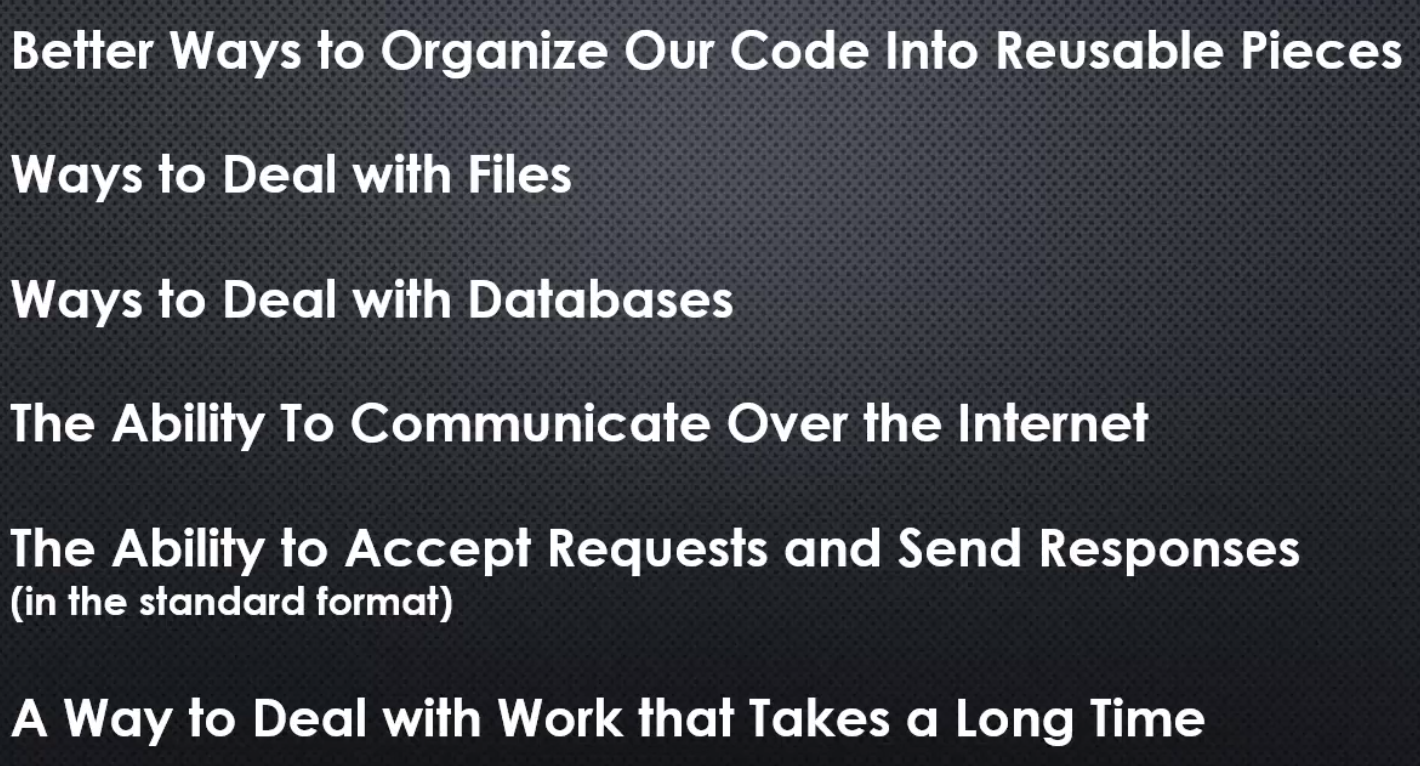 Better Ways to Organize Our Code Into Reusable Pieces
Ways to Deal with Files
Ways to Deal with Databases
The Ability To Communicate Over the Internet
The Ability to Accept Requests and Send Responses
(in the standard format)
A Way to Deal with Work that Takes a Long Time